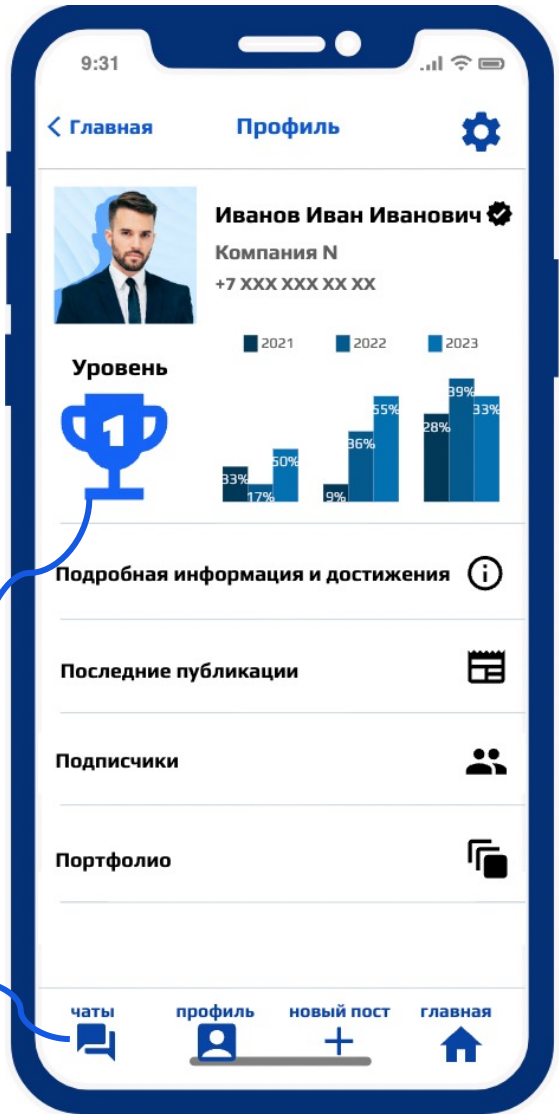 9:31
Главная
Профиль
Иванов Иван Иванович
Компания N
+7 XXX XXX XX XX
2021 2022 2023
Уровень
1
33% 17% 50%
9% 36% 55%
28% 39% 33%
Подробная информация и достижения
Последние публикации
Подписчики
Портфолио
чаты профиль новый пост главная